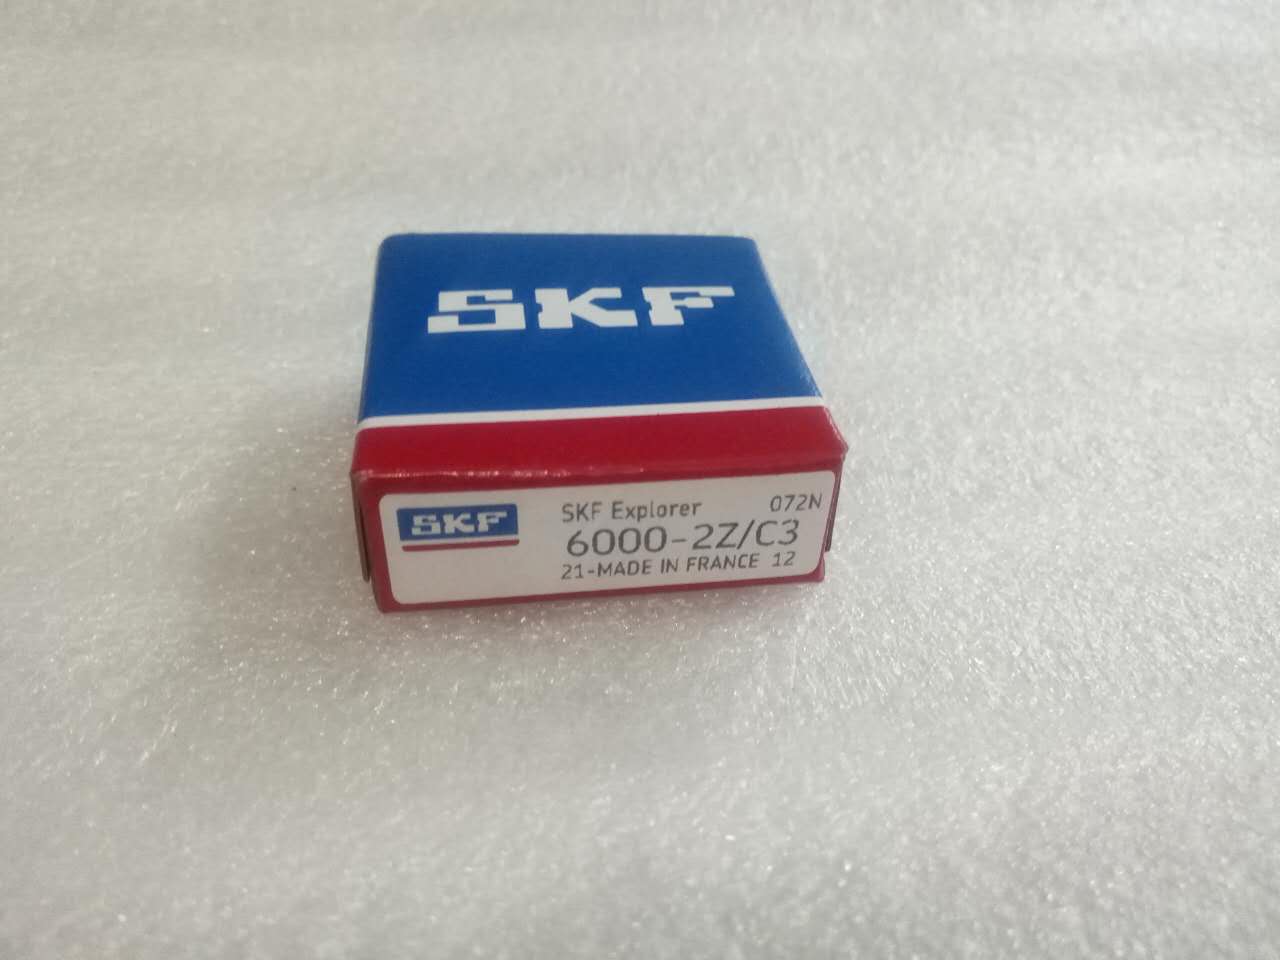 SKF
SKF
SKF Explorer 072N
6000-2Z/C3
21-MADE IN FRANCE 12